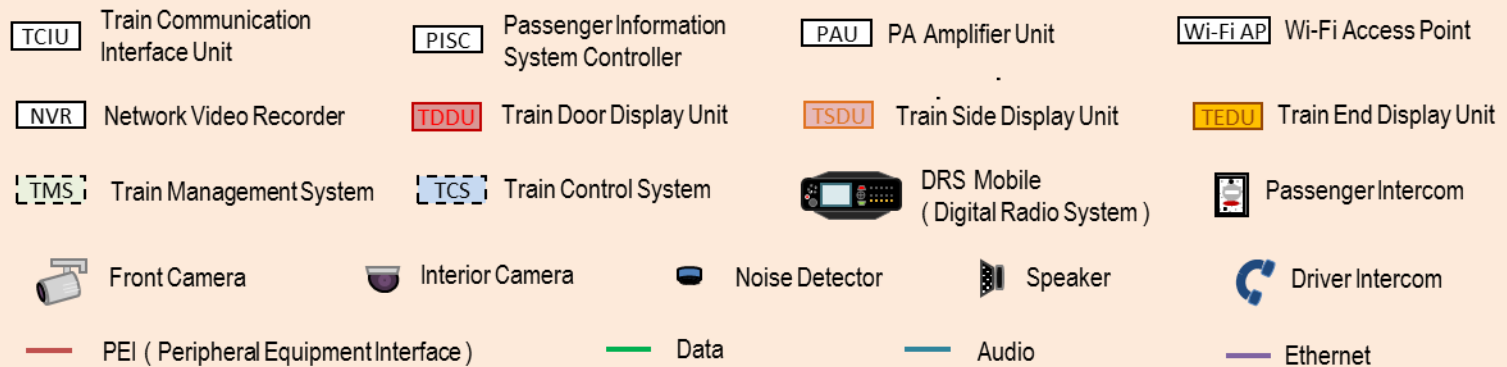 TCIU
Train Communication
Interface Unit
PISC
Passenger Information
System Controller
PAU
PA Amplifier Unit
Wi-Fi AP
Wi-Fi Access Point
NVR
Network Video Recorder
TDDU
Train Door Display Unit
TSDU
Train Side Display Unit
TEDU
Train End Display Unit
TMS
Train Management System
TCS
Train Control System
DRS Mobile
( Digital Radio System )
Passenger Intercom
Front Camera
Interior Camera
Noise Detector
Speaker
Driver Intercom
PEI ( Peripheral Equipment Interface )
Data
Audio
Ethernet